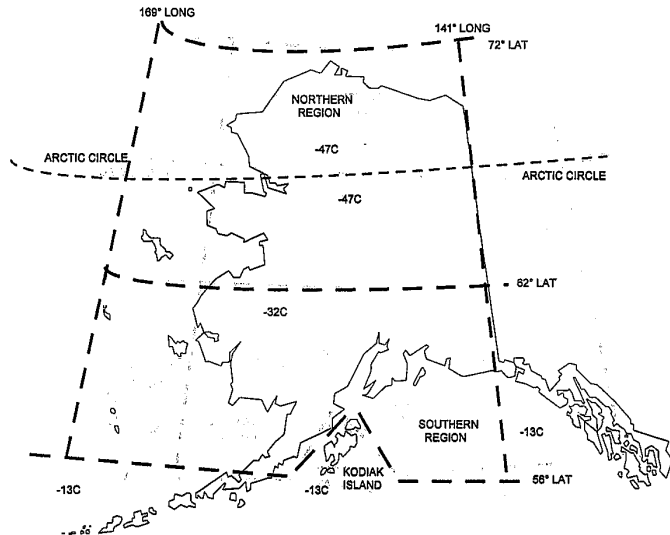 169° LONG
141° LONG
72° LAT
NORTHERN
REGION
-47C
ARCTIC CIRCLE
ARCTIC CIRCLE
-47C
62° LAT
-32C
SOUTHERN
REGION
-13C
KODIAK
ISLAND
-13C
-13C
56° LAT